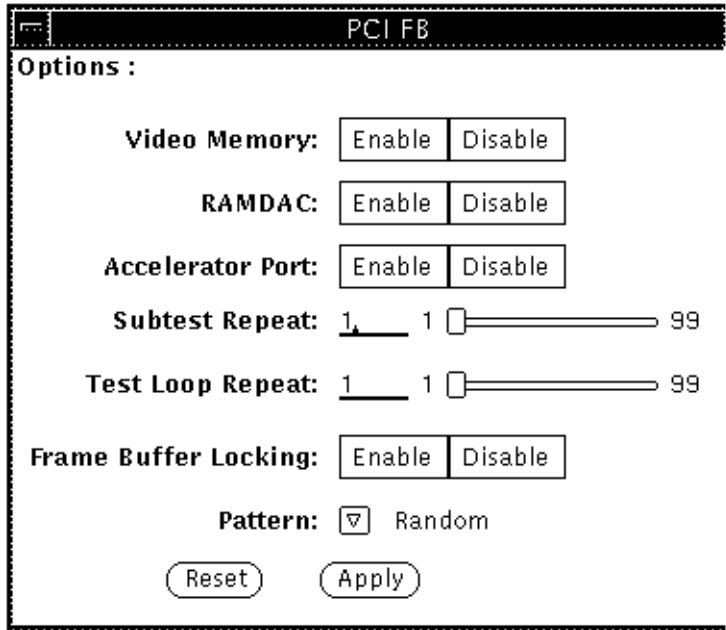 PCI FB
Options :
Video Memory: Enable Disable
RAMDAC: Enable Disable
Accelerator Port: Enable Disable
Subtest Repeat: 1 1 99
Test Loop Repeat: 1 1 99
Frame Buffer Locking: Enable Disable
Pattern: Random
Reset Apply